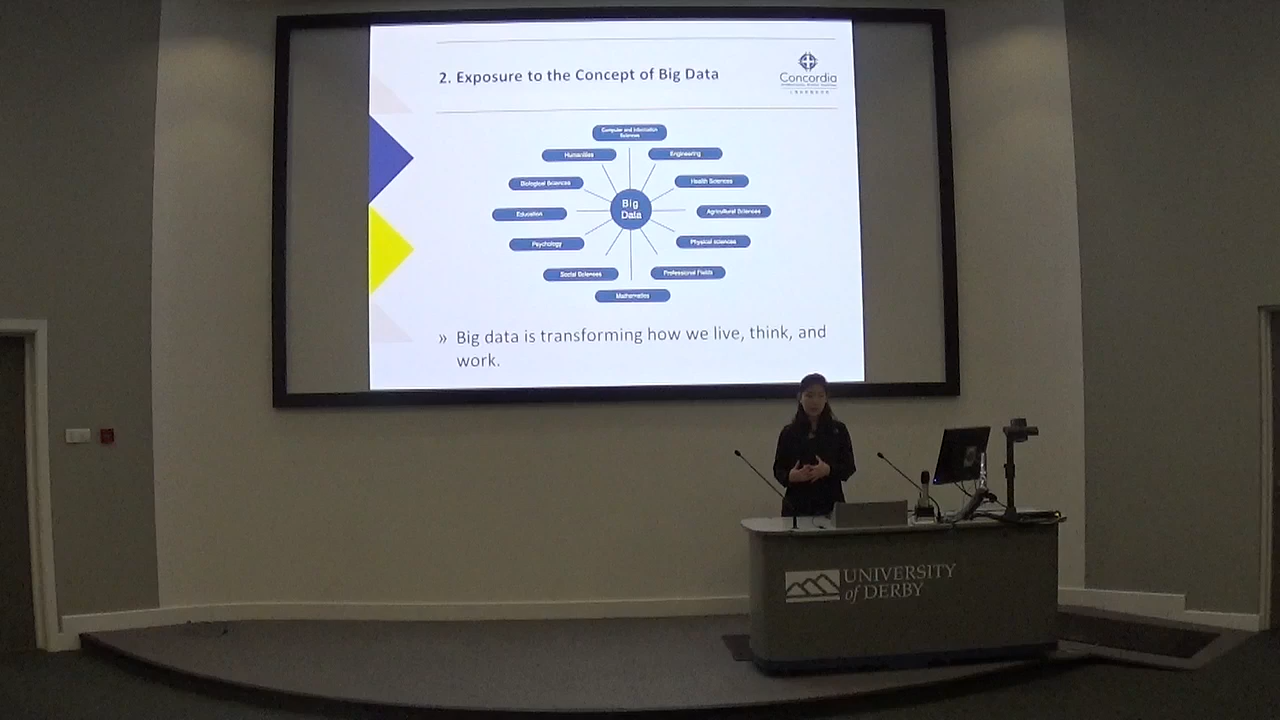 2. Exposure to the Concept of Big Data
Concordia
Computer and Information
Sciences
Humanities
Engineering
Biological Sciences
Health Sciences
Education
Big
Data
Agricultural Sciences
Psychology
Physical sciences
Social Sciences
Professional Fields
Mathematics
» Big data is transforming how we live, think, and
work.
UNIVERSITY
of DERBY